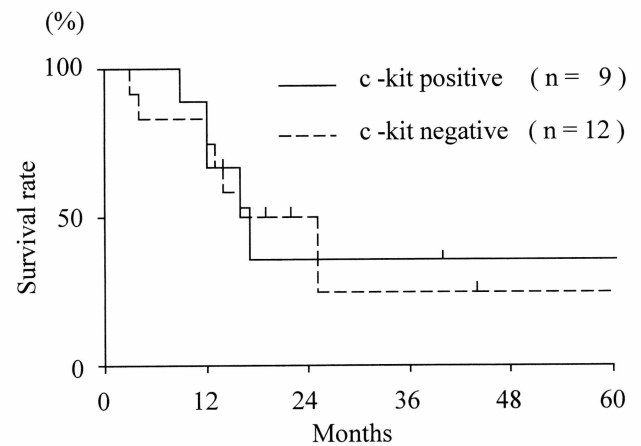 (%)
100
c -kit positive ( n = 9 )
c -kit negative ( n = 12 )
50
0
Survival rate
0 12 24 36 48 60
Months